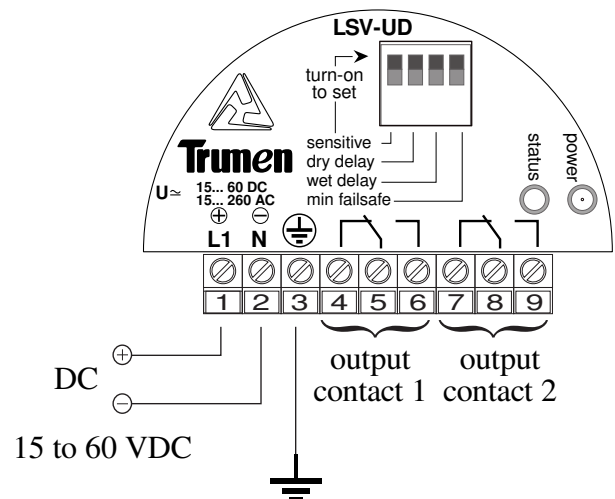 LSV-UD
turn-on
to set
sensitive
dry delay
wet delay
min failsafe
status
power
Trumen
U≃
15... 60 DC
15... 260 AC
⊕ ⊖
L1 N
1 2 3 4 5 6 7 8 9
DC
⊕
⊖
15 to 60 VDC
output
contact 1
output
contact 2